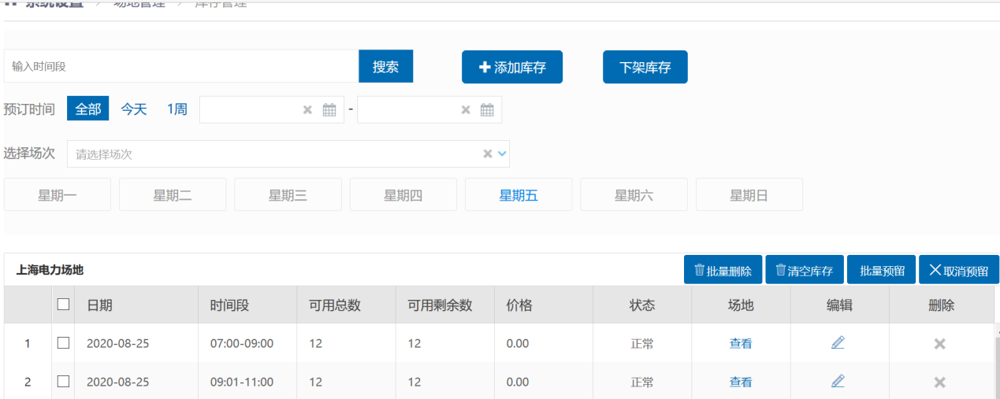 系统设置 > 场地管理 > 库存管理
输入时间段 搜索 添加库存 下架库存
预订时间 全部 今天 1周 -
选择场次 请选择场次
星期一 星期二 星期三 星期四 星期五 星期六 星期日
上海电力场地 批量删除 清空库存 批量预留 取消预留
日期 时间段 可用总数 可用剩余数 价格 状态 场地 编辑 删除
1 2020-08-25 07:00-09:00 12 12 0.00 正常 查看
2 2020-08-25 09:01-11:00 12 12 0.00 正常 查看